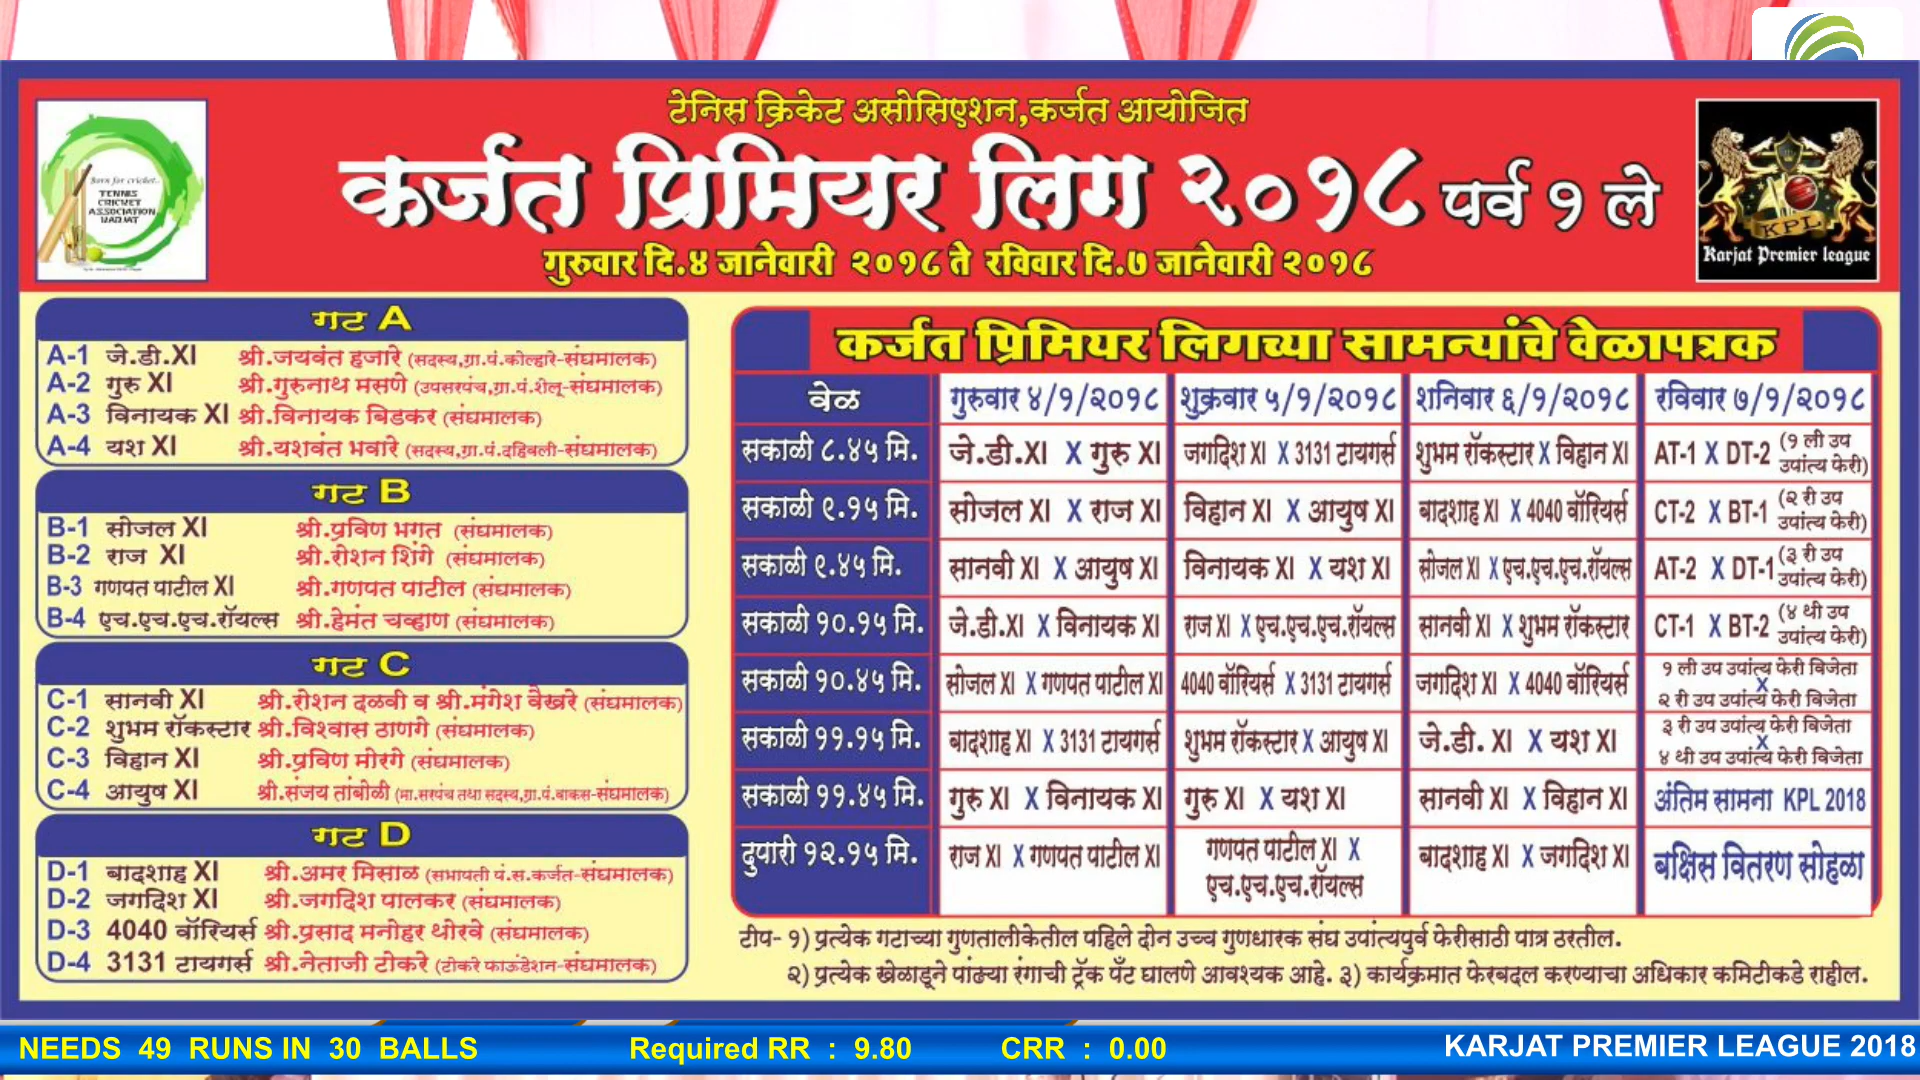 टेनिस क्रिकेट असोसिएशन,कर्जत आयोजित
कर्जत प्रिमियर लिग २०१८ पर्व १ ले
गुरुवार दि.४ जानेवारी २०१८ ते रविवार दि.७ जानेवारी २०१८
Born for cricket..
TENNIS
CRICKET
ASSOCIATION
KARJAT
KPL
Karjat Premier league
गट A
A-1 जे.डी.XI श्री.जयवंत हजारे (सदस्य,ग्रा.पं.कोल्हारे-संघमालक)
A-2 गुरु XI श्री.गुरुनाथ मसणे (उपसरपंच,ग्रा.पं.शेलू-संघमालक)
A-3 विनायक XI श्री.विनायक बिडकर (संघमालक)
A-4 यश XI श्री.यशवंत भवारे (सदस्य,ग्रा.पं.दहिवली-संघमालक)
गट B
B-1 सोजल XI श्री.प्रविण भगत (संघमालक)
B-2 राज XI श्री.रोशन शिंगे (संघमालक)
B-3 गणपत पाटील XI श्री.गणपत पाटील (संघमालक)
B-4 एच.एच.एच.रॉयल्स श्री.हेमंत चव्हाण (संघमालक)
गट C
C-1 सानवी XI श्री.रोशन दळवी व श्री.मंगेश वैखरे (संघमालक)
C-2 शुभम रॉकस्टार श्री.विश्वास ठाणगे (संघमालक)
C-3 विहान XI श्री.प्रविण मोरगे (संघमालक)
C-4 आयुष XI श्री.संजय तांबोळी (मा.सरपंच तथा सदस्य,ग्रा.पं.वाकस-संघमालक)
गट D
D-1 बादशाह XI श्री.अमर मिसाळ (सभापती पं.स.कर्जत-संघमालक)
D-2 जगदिश XI श्री.जगदिश पालकर (संघमालक)
D-3 4040 वॉरियर्स श्री.प्रसाद मनोहर थोरवे (संघमालक)
D-4 3131 टायगर्स श्री.नेताजी टोकरे (टोकरे फाऊंडेशन-संघमालक)
कर्जत प्रिमियर लिगच्या सामन्यांचे वेळापत्रक
वेळ गुरुवार ४/१/२०१८ शुक्रवार ५/१/२०१८ शनिवार ६/१/२०१८ रविवार ७/१/२०१८
सकाळी ८.४५ मि. जे.डी.XI X गुरु XI जगदिश XI X 3131 टायगर्स शुभम रॉकस्टार X विहान XI AT-1 X DT-2 (१ ली उप उपांत्य फेरी)
सकाळी ९.१५ मि. सोजल XI X राज XI विहान XI X आयुष XI बादशाह XI X 4040 वॉरियर्स CT-2 X BT-1 (२ री उप उपांत्य फेरी)
सकाळी ९.४५ मि. सानवी XI X आयुष XI विनायक XI X यश XI सोजल XI X एच.एच.एच.रॉयल्स AT-2 X DT-1 (३ री उप उपांत्य फेरी)
सकाळी १०.१५ मि. जे.डी.XI X विनायक XI राज XI X एच.एच.एच.रॉयल्स सानवी XI X शुभम रॉकस्टार CT-1 X BT-2 (४ थी उप उपांत्य फेरी)
सकाळी १०.४५ मि. सोजल XI X गणपत पाटील XI 4040 वॉरियर्स X 3131 टायगर्स जगदिश XI X 4040 वॉरियर्स १ ली उप उपांत्य फेरी विजेता X २ री उप उपांत्य फेरी विजेता
सकाळी ११.१५ मि. बादशाह XI X 3131 टायगर्स शुभम रॉकस्टार X आयुष XI जे.डी. XI X यश XI ३ री उप उपांत्य फेरी विजेता X ४ थी उप उपांत्य फेरी विजेता
सकाळी ११.४५ मि. गुरु XI X विनायक XI गुरु XI X यश XI सानवी XI X विहान XI अंतिम सामना KPL 2018
दुपारी १२.१५ मि. राज XI X गणपत पाटील XI गणपत पाटील XI X एच.एच.एच.रॉयल्स बादशाह XI X जगदिश XI बक्षिस वितरण सोहळा
टीप- १) प्रत्येक गटाच्या गुणतालीकेतील पहिले दोन उच्च गुणधारक संघ उपांत्यपुर्व फेरीसाठी पात्र ठरतील.
२) प्रत्येक खेळाडूने पांढऱ्या रंगाची ट्रॅक पँट घालणे आवश्यक आहे. ३) कार्यक्रमात फेरबदल करण्याचा अधिकार कमिटीकडे राहील.
NEEDS 49 RUNS IN 30 BALLS Required RR : 9.80 CRR : 0.00 KARJAT PREMIER LEAGUE 2018